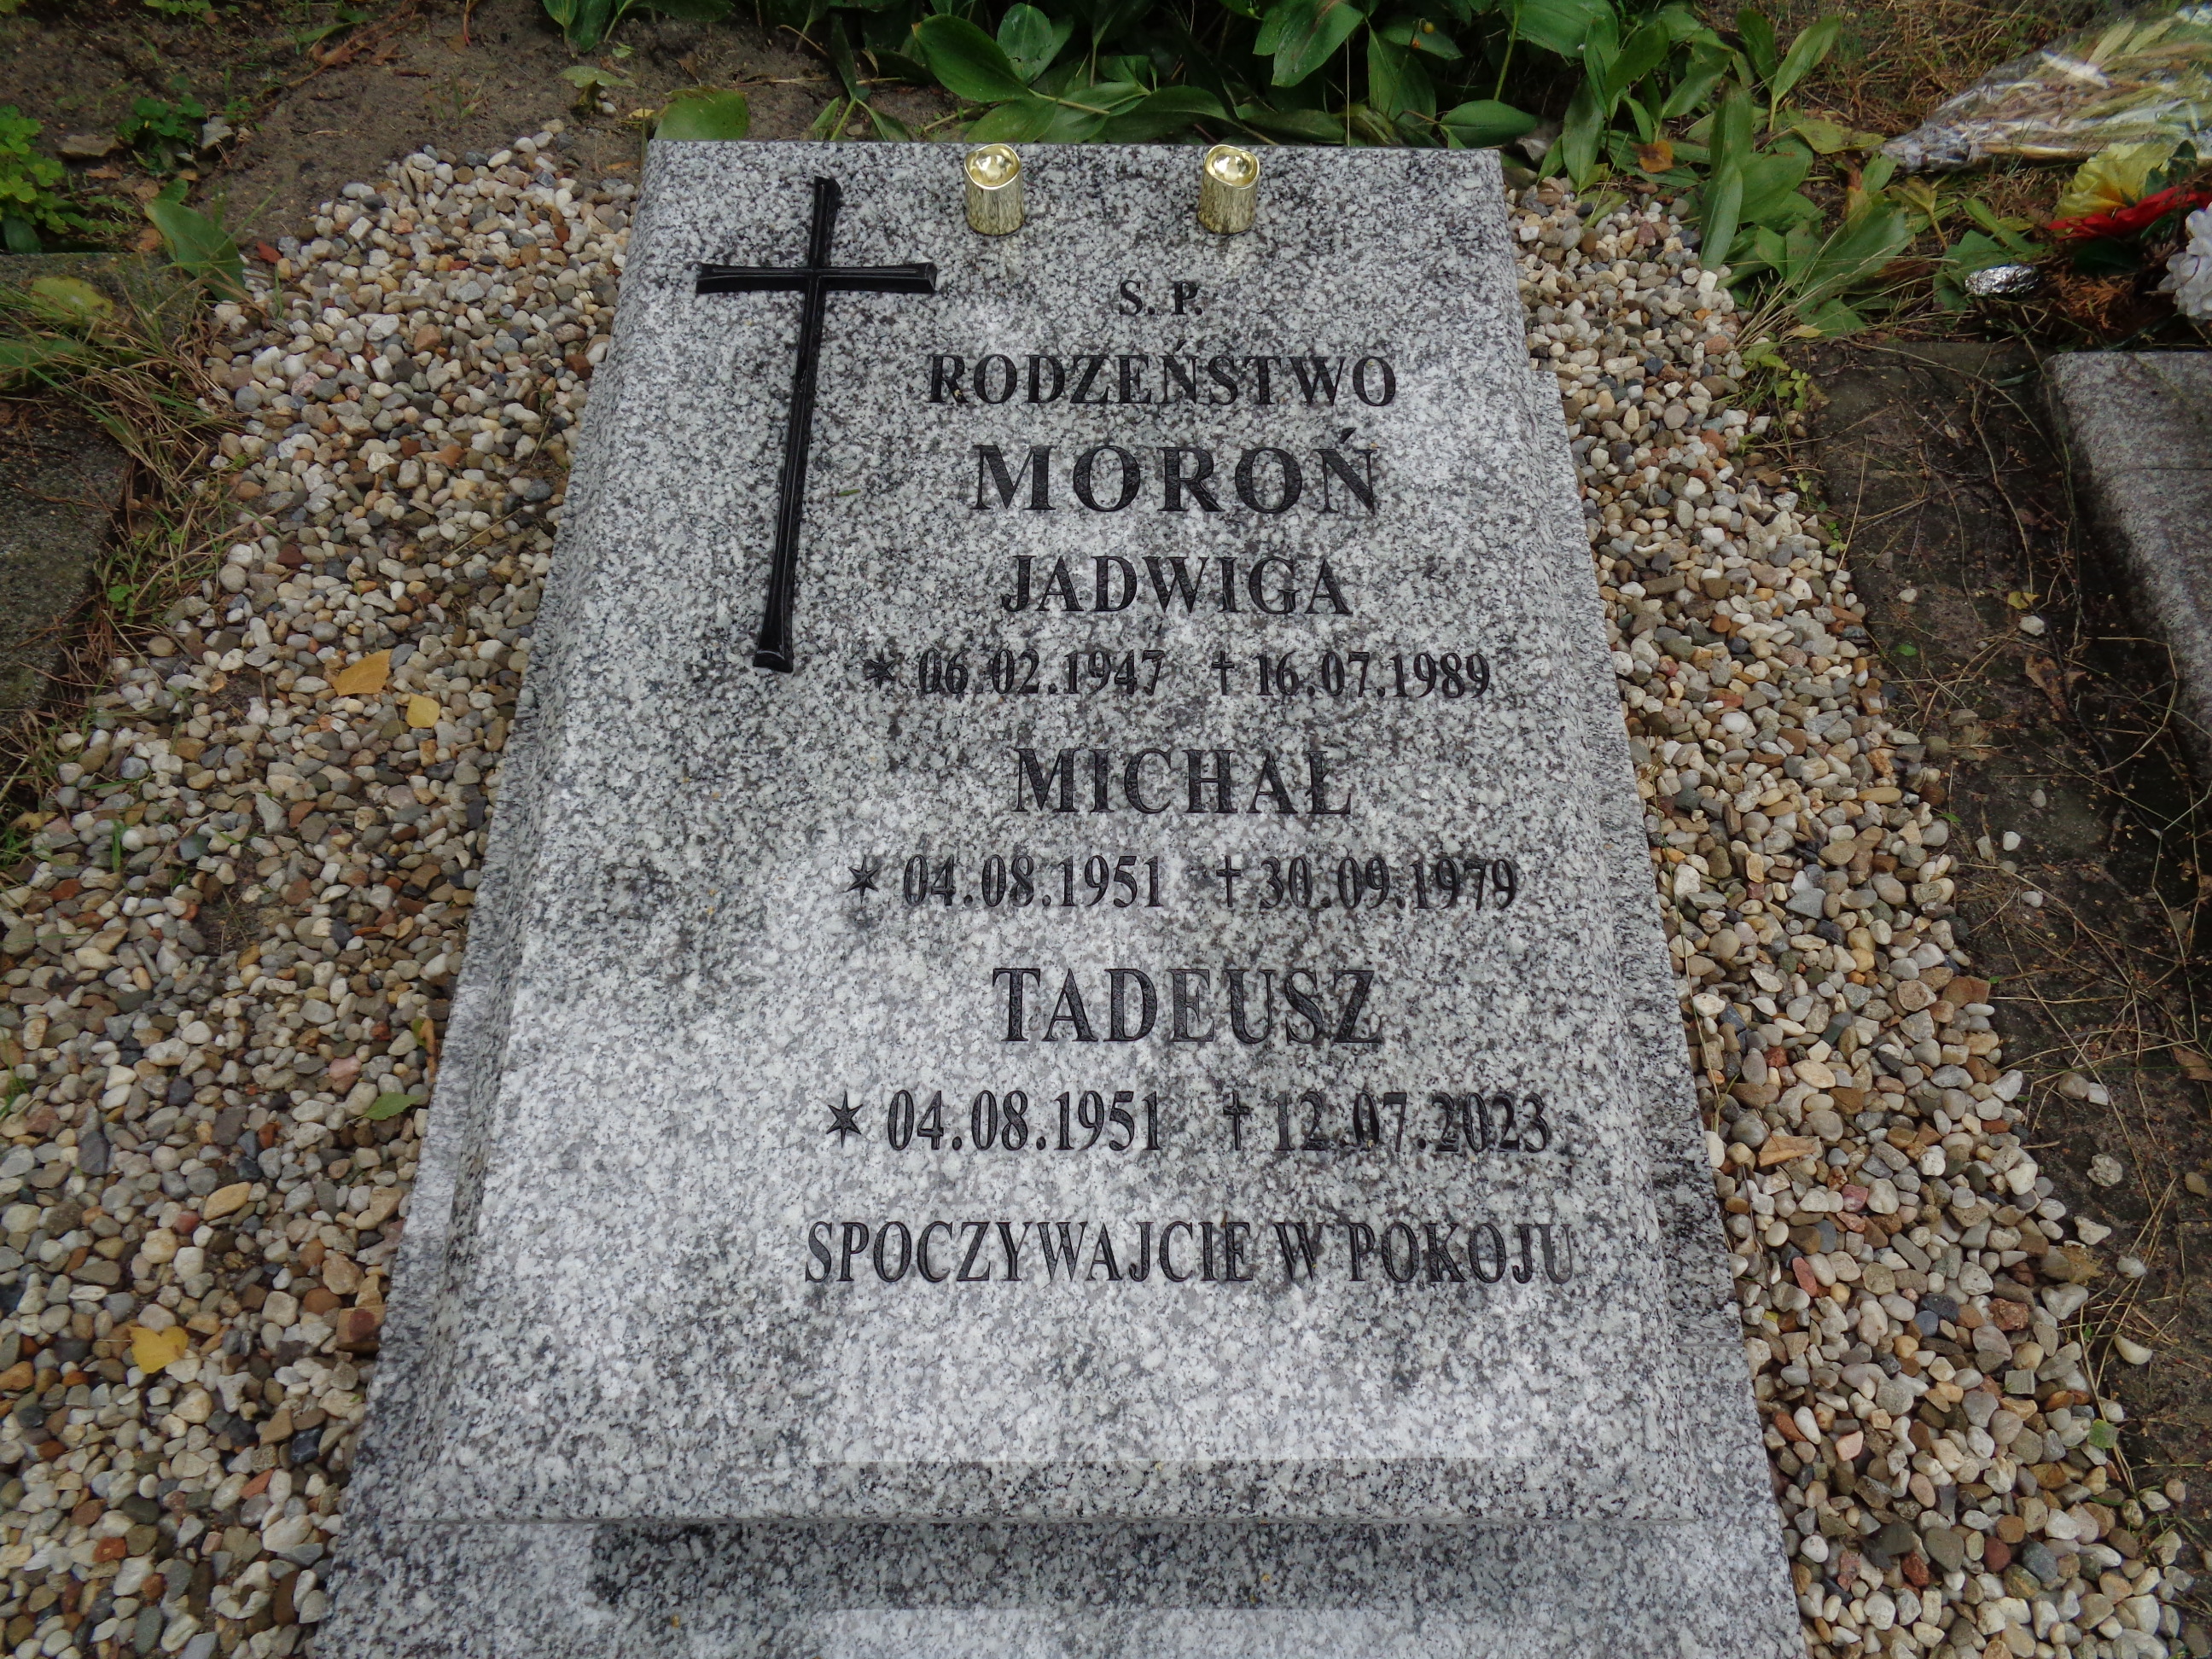 S. P.
RODZEŃSTWO
MOROŃ
JADWIGA
* 06.02.1947 † 16.07.1989
MICHAŁ
* 04.08.1951 † 30.09.1979
TADEUSZ
* 04.08.1951 † 12.07.2023
SPOCZYWAJCIE W POKOJU